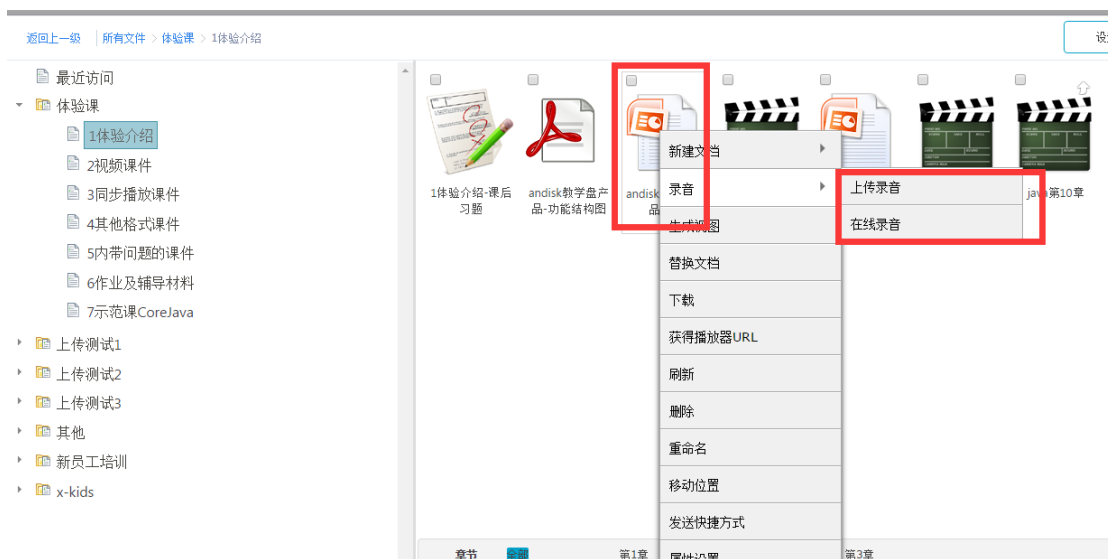 返回上一级 所有文件 > 体验课 > 1体验介绍
最近访问
体验课
1体验介绍
2视频课件
3同步播放课件
4其他格式课件
5内带问题的课件
6作业及辅导材料
7示范课CoreJava
上传测试1
上传测试2
上传测试3
其他
新员工培训
x-kids
1体验介绍-课后
习题
andisk教学盘产
品-功能结构图
andisk
品
java第10章
新建文档
录音
生成视图
替换文档
下载
获得播放器URL
刷新
删除
重命名
移动位置
发送快捷方式
属性设置
上传录音
在线录音
章节 全部 第1章 第3章